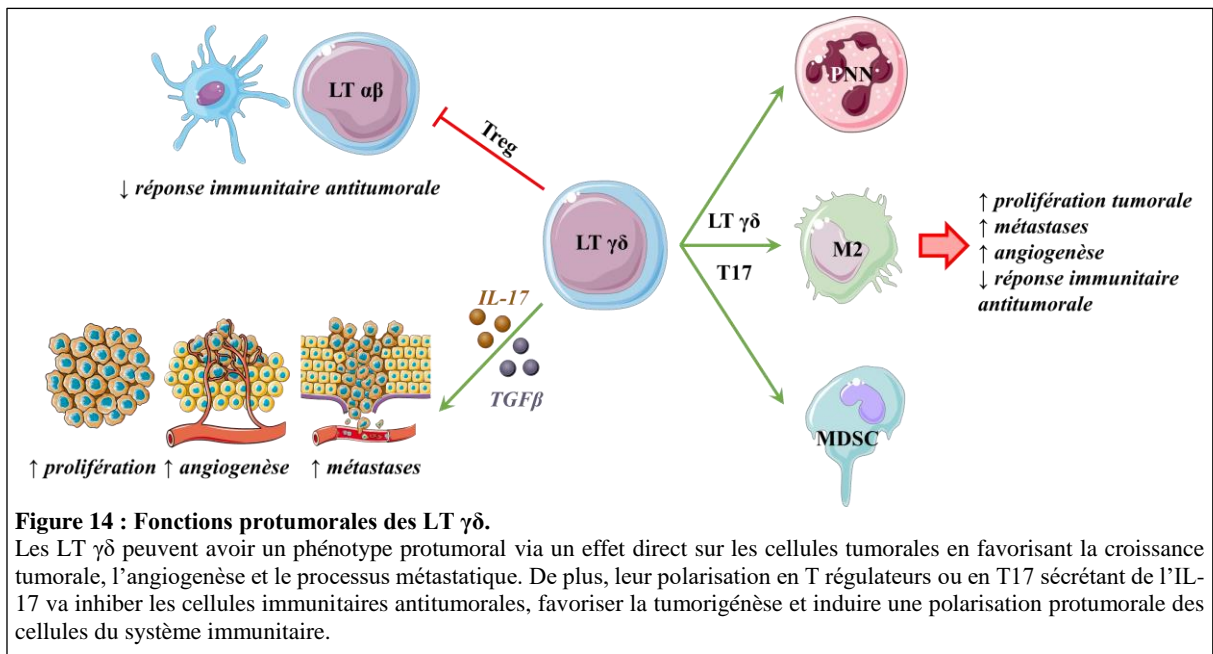 LT αβ
↓ réponse immunitaire antitumorale
Treg
LT γδ
IL-17
TGFβ
↑ prolifération ↑ angiogenèse ↑ métastases
PNN
LT γδ
T17
M2
MDSC
↑ prolifération tumorale
↑ métastases
↑ angiogenèse
↓ réponse immunitaire
antitumorale
Figure 14 : Fonctions protumorales des LT γδ.
Les LT γδ peuvent avoir un phénotype protumoral via un effet direct sur les cellules tumorales en favorisant la croissance
tumorale, l’angiogenèse et le processus métastatique. De plus, leur polarisation en T régulateurs ou en T17 sécrétant de l’IL-
17 va inhiber les cellules immunitaires antitumorales, favoriser la tumorigénèse et induire une polarisation protumorale des
cellules du système immunitaire.